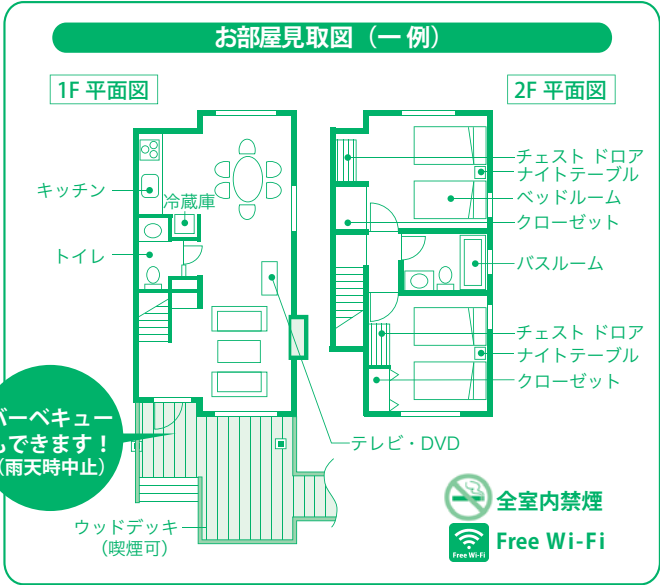 お部屋見取図（一例）
1F 平面図
2F 平面図
キッチン
冷蔵庫
トイレ
チェスト ドロア
ナイトテーブル
ベッドルーム
クローゼット
バスルーム
チェスト ドロア
ナイトテーブル
クローゼット
バーベキュー
もできます！
（雨天時中止）
テレビ・DVD
ウッドデッキ
（喫煙可）
全室内禁煙
Free Wi-Fi
Free Wi-Fi